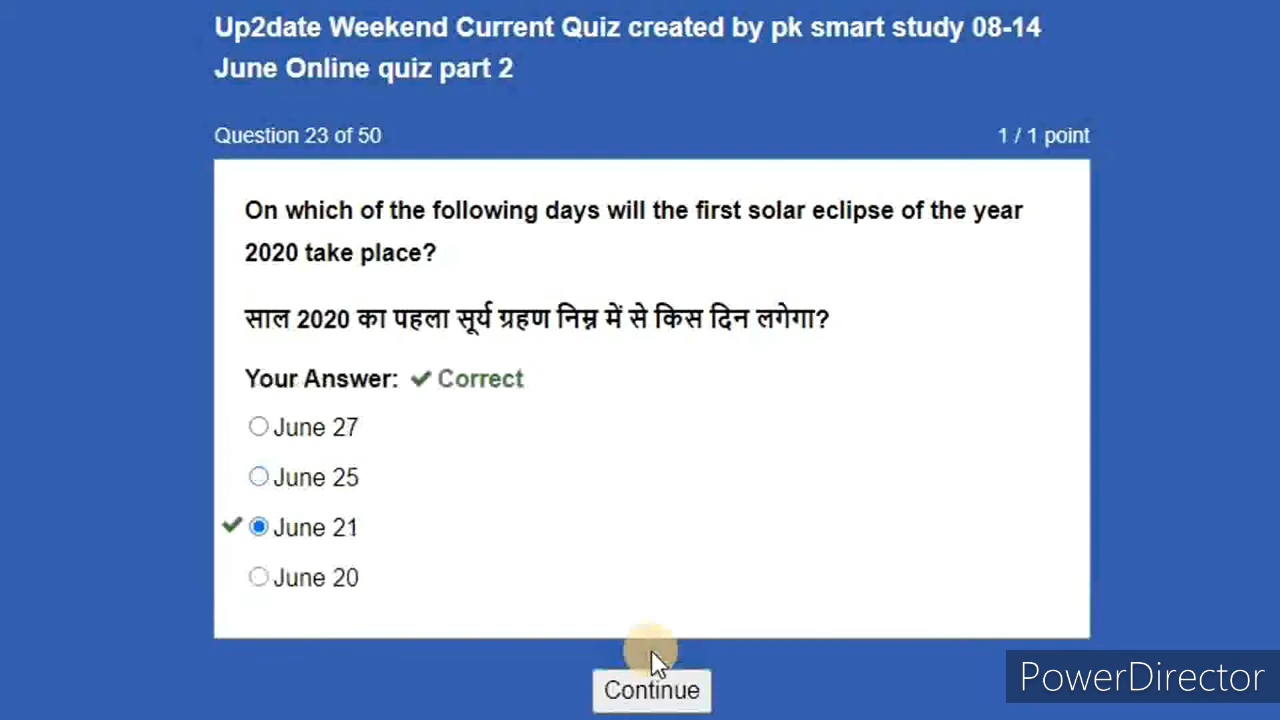 Up2date Weekend Current Quiz created by pk smart study 08-14
June Online quiz part 2
Question 23 of 50
1 / 1 point
On which of the following days will the first solar eclipse of the year
2020 take place?
साल 2020 का पहला सूर्य ग्रहण निम्न में से किस दिन लगेगा?
Your Answer: ✔ Correct
June 27
June 25
✔ June 21
June 20
Continue
PowerDirector